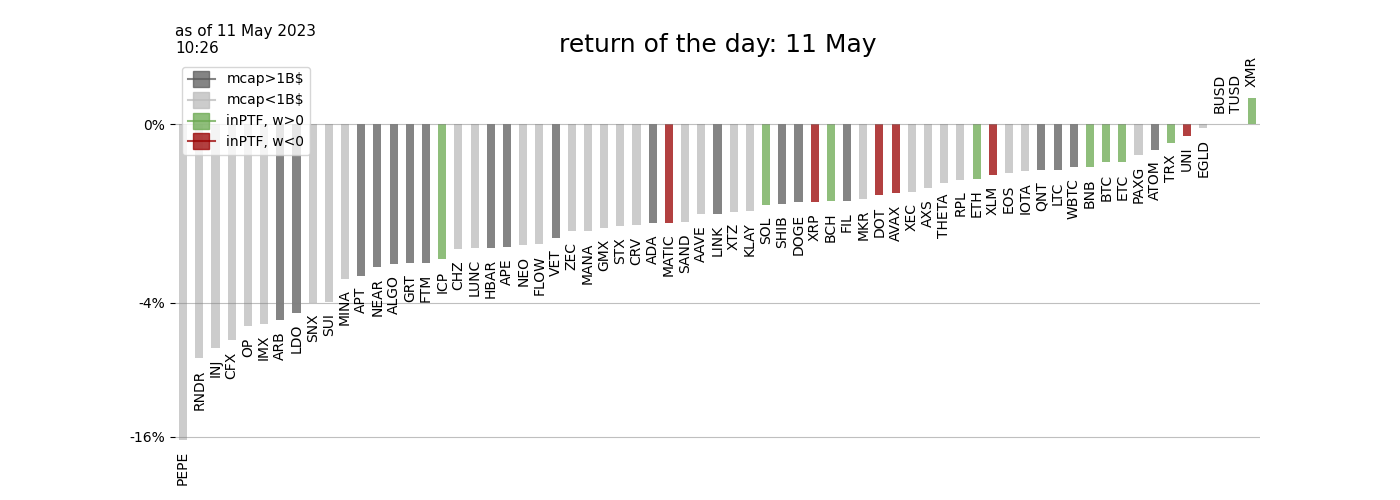 as of 11 May 2023
10:26
return of the day: 11 May
mcap>1B$
mcap<1B$
inPTF, w>0
inPTF, w<0
0%
-4%
-16%
PEPE
RNDR
INJ
CFX
OP
IMX
ARB
LDO
SNX
SUI
MINA
APT
NEAR
ALGO
GRT
FTM
ICP
CHZ
LUNC
HBAR
APE
NEO
FLOW
VET
ZEC
MANA
GMX
STX
CRV
ADA
MATIC
SAND
AAVE
LINK
XTZ
KLAY
SOL
SHIB
DOGE
XRP
BCH
FIL
MKR
DOT
AVAX
XEC
AXS
THETA
RPL
ETH
XLM
EOS
IOTA
QNT
LTC
WBTC
BNB
BTC
ETC
PAXG
ATOM
TRX
UNI
EGLD
BUSD
TUSD
XMR